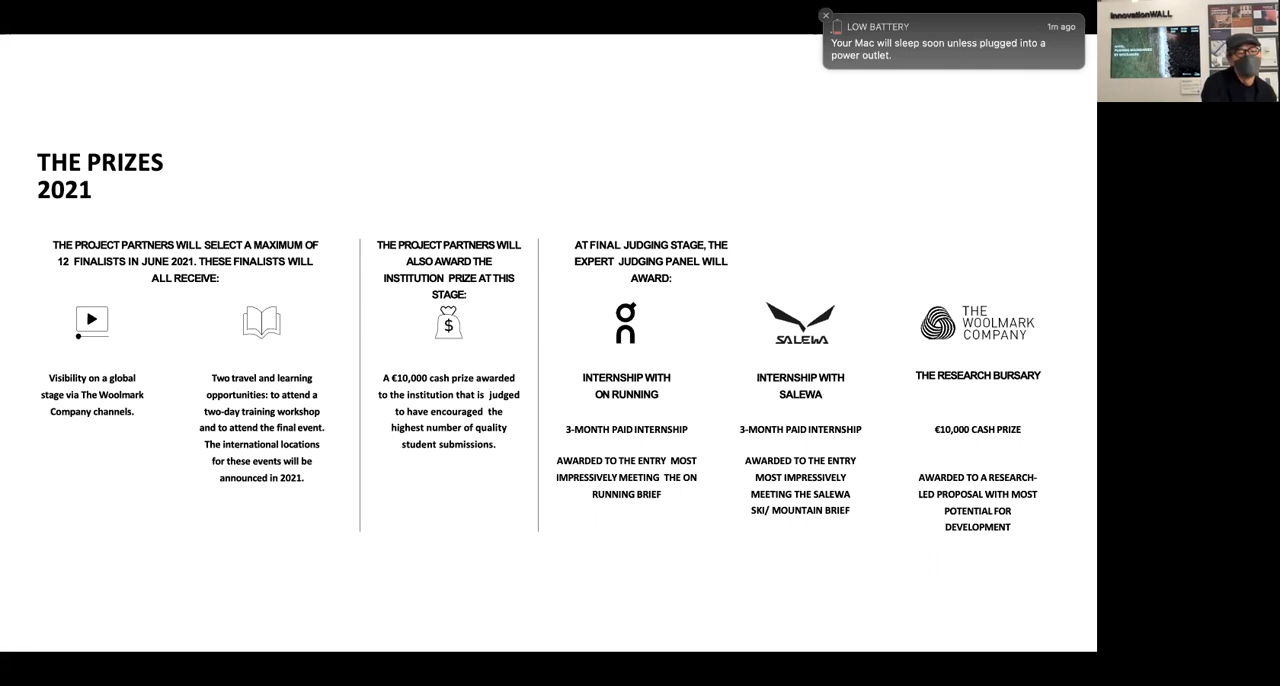 LOW BATTERY
1m ago
Your Mac will sleep soon unless plugged into a
power outlet.
InnovationWALL
THE PRIZES
2021
THE PROJECT PARTNERS WILL SELECT A MAXIMUM OF
12 FINALISTS IN JUNE 2021. THESE FINALISTS WILL
ALL RECEIVE:
Visibility on a global
stage via The Woolmark
Company channels.
Two travel and learning
opportunities: to attend a
two-day training workshop
and to attend the final event.
The international locations
for these events will be
announced in 2021.
THE PROJECT PARTNERS WILL
ALSO AWARD THE
INSTITUTION PRIZE AT THIS
STAGE:
$
A €10,000 cash prize awarded
to the institution that is judged
to have encouraged the
highest number of quality
student submissions.
AT FINAL JUDGING STAGE, THE
EXPERT JUDGING PANEL WILL
AWARD:
on
INTERNSHIP WITH
ON RUNNING
3-MONTH PAID INTERNSHIP
AWARDED TO THE ENTRY MOST
IMPRESSIVELY MEETING THE ON
RUNNING BRIEF
SALEWA
INTERNSHIP WITH
SALEWA
3-MONTH PAID INTERNSHIP
AWARDED TO THE ENTRY
MOST IMPRESSIVELY
MEETING THE SALEWA
SKI/ MOUNTAIN BRIEF
THE
WOOLMARK
COMPANY
THE RESEARCH BURSARY
€10,000 CASH PRIZE
AWARDED TO A RESEARCH-
LED PROPOSAL WITH MOST
POTENTIAL FOR
DEVELOPMENT